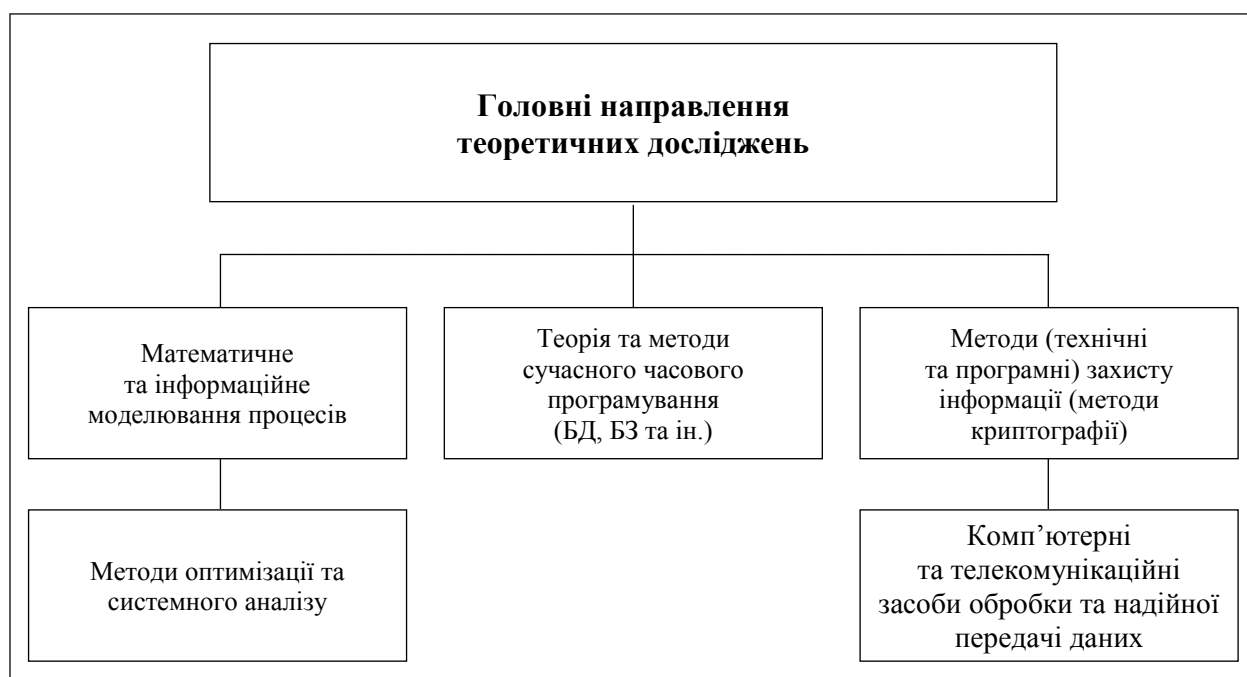 Головні направлення
теоретичних досліджень
Математичне
та інформаційне
моделювання процесів
Теорія та методи
сучасного часового
програмування
(БД, БЗ та ін.)
Методи (технічні
та програмні) захисту
інформації (методи
криптографії)
Методи оптимізації та
системного аналізу
Комп’ютерні
та телекомунікаційні
засоби обробки та надійної
передачі даних